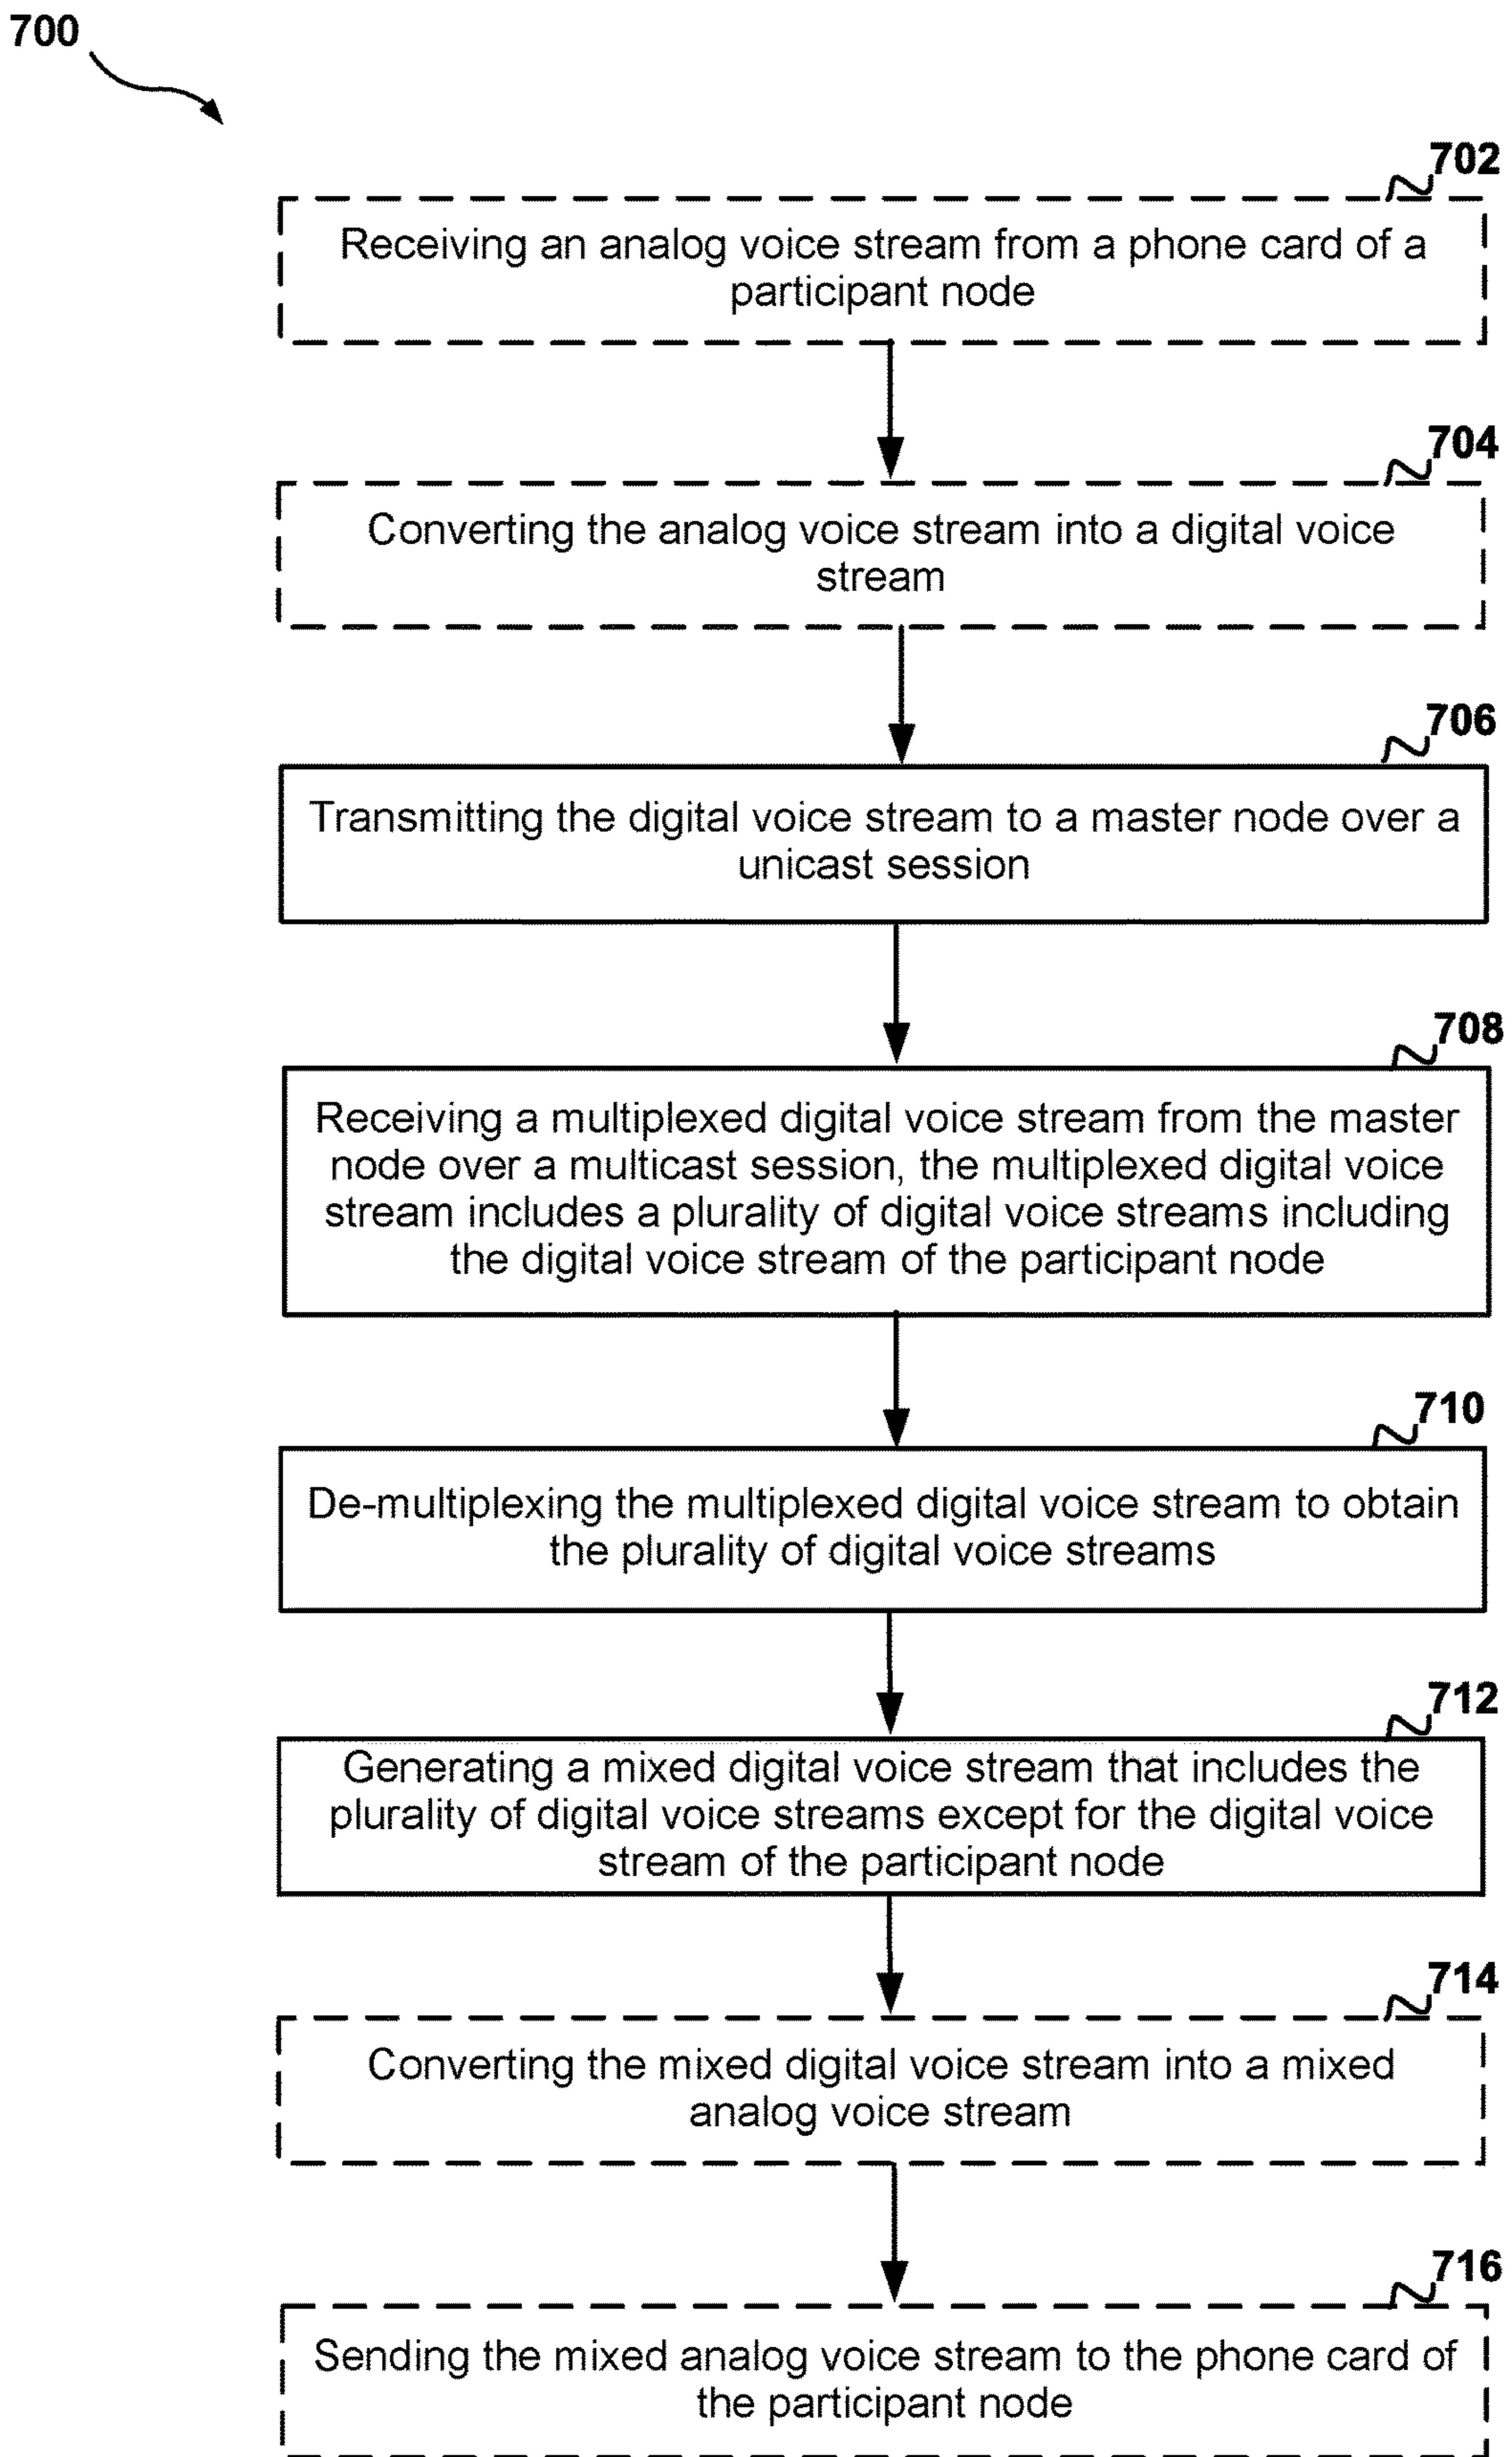 700
702
Receiving an analog voice stream from a phone card of a
participant node
704
Converting the analog voice stream into a digital voice
stream
706
Transmitting the digital voice stream to a master node over a
unicast session
708
Receiving a multiplexed digital voice stream from the master
node over a multicast session, the multiplexed digital voice
stream includes a plurality of digital voice streams including
the digital voice stream of the participant node
710
De-multiplexing the multiplexed digital voice stream to obtain
the plurality of digital voice streams
712
Generating a mixed digital voice stream that includes the
plurality of digital voice streams except for the digital voice
stream of the participant node
714
Converting the mixed digital voice stream into a mixed
analog voice stream
716
Sending the mixed analog voice stream to the phone card of
the participant node